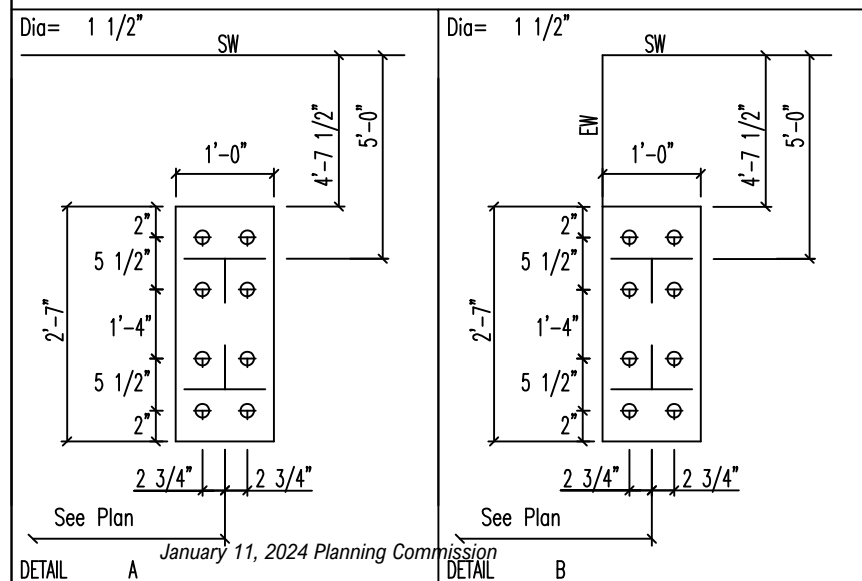 Dia= 1 1/2"
SW
4'-7 1/2"
5'-0"
1'-0"
2"
5 1/2"
1'-4"
5 1/2"
2"
2'-7"
2 3/4" 2 3/4"
See Plan
DETAIL A
Dia= 1 1/2"
SW
EW
4'-7 1/2"
5'-0"
1'-0"
2"
5 1/2"
1'-4"
5 1/2"
2"
2'-7"
2 3/4" 2 3/4"
See Plan
DETAIL B
January 11, 2024 Planning Commission